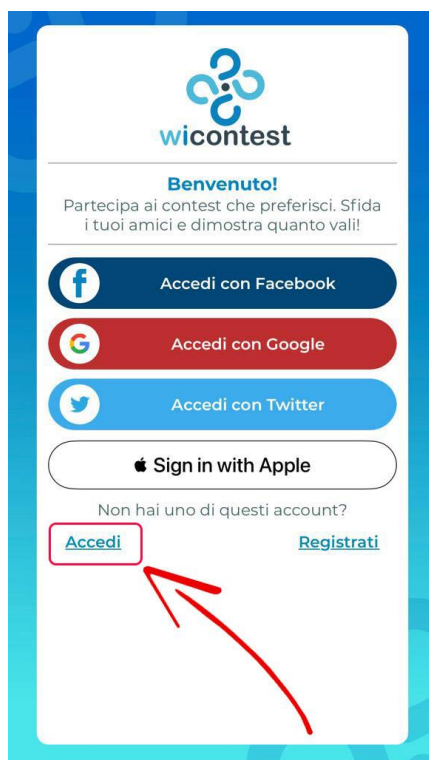 wicontest
Benvenuto!
Partecipa ai contest che preferisci. Sfida
i tuoi amici e dimostra quanto vali!
Accedi con Facebook
Accedi con Google
Accedi con Twitter
Sign in with Apple
Non hai uno di questi account?
Accedi
Registrati